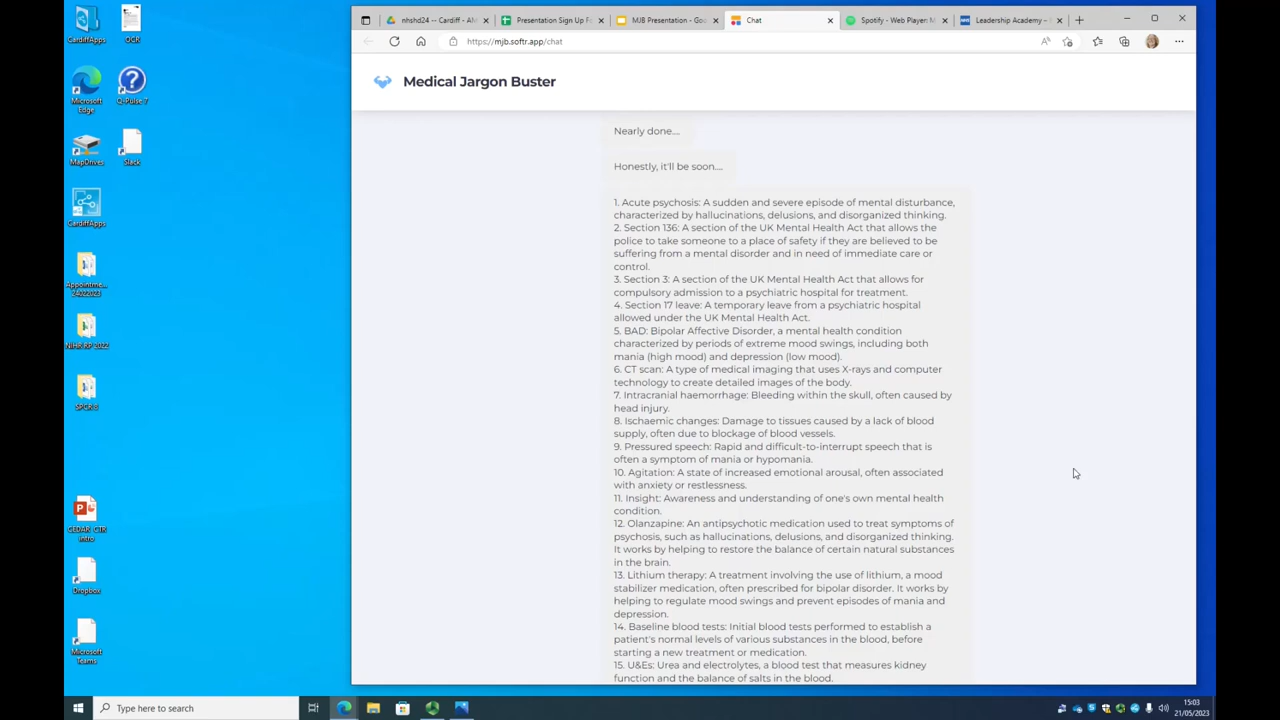 nhshd24 -- Cardiff - A
Presentation Sign Up F
MJB Presentation - Goo
Chat
Spotify - Web Player: M
Leadership Academy –
https://mjb.softr.app/chat
Medical Jargon Buster
Nearly done....
Honestly, it'll be soon....
1. Acute psychosis: A sudden and severe episode of mental disturbance,
characterized by hallucinations, delusions, and disorganized thinking.
2. Section 136: A section of the UK Mental Health Act that allows the
police to take someone to a place of safety if they are believed to be
suffering from a mental disorder and in need of immediate care or
control.
3. Section 3: A section of the UK Mental Health Act that allows for
compulsory admission to a psychiatric hospital for treatment.
4. Section 17 leave: A temporary leave from a psychiatric hospital
allowed under the UK Mental Health Act.
5. BAD: Bipolar Affective Disorder, a mental health condition
characterized by periods of extreme mood swings, including both
mania (high mood) and depression (low mood).
6. CT scan: A type of medical imaging that uses X-rays and computer
technology to create detailed images of the body.
7. Intracranial haemorrhage: Bleeding within the skull, often caused by
head injury.
8. Ischaemic changes: Damage to tissues caused by a lack of blood
supply, often due to blockage of blood vessels.
9. Pressured speech: Rapid and difficult-to-interrupt speech that is
often a symptom of mania or hypomania.
10. Agitation: A state of increased emotional arousal, often associated
with anxiety or restlessness.
11. Insight: Awareness and understanding of one's own mental health
condition.
12. Olanzapine: An antipsychotic medication used to treat symptoms of
psychosis, such as hallucinations, delusions, and disorganized thinking.
It works by helping to restore the balance of certain natural substances
in the brain.
13. Lithium therapy: A treatment involving the use of lithium, a mood
stabilizer medication, often prescribed for bipolar disorder. It works by
helping to regulate mood swings and prevent episodes of mania and
depression.
14. Baseline blood tests: Initial blood tests performed to establish a
patient's normal levels of various substances in the blood, before
starting a new treatment or medication.
15. U&Es: Urea and electrolytes, a blood test that measures kidney
function and the balance of salts in the blood.
CardiffApps
OCR
Microsoft
Edge
Q-Pulse 7
MapDrives
Slack
CardiffApps
Appointme...
24022023
NIHR RP 2022
SPCR 8
CEDAR_CTR
intro
Dropbox
Microsoft
Teams
Type here to search
15:03
21/05/2023